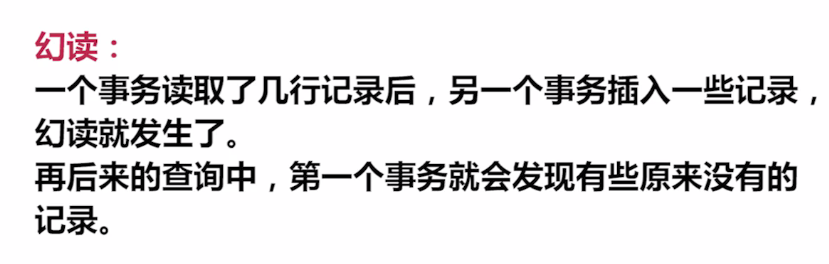 幻读：
一个事务读取了几行记录后，另一个事务插入一些记录，
幻读就发生了。
再后来的查询中，第一个事务就会发现有些原来没有的
记录。